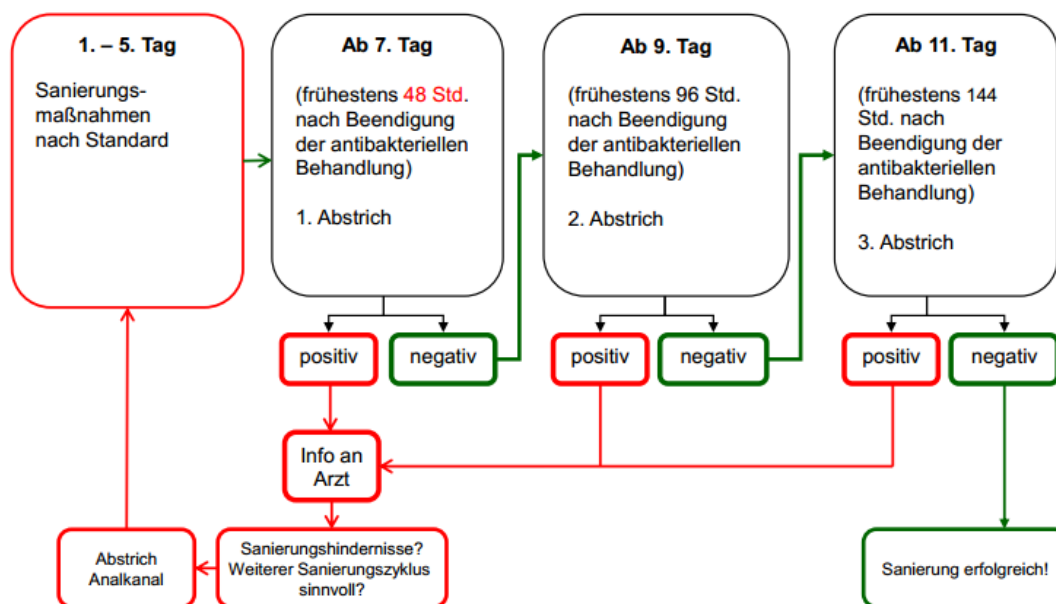 1. – 5. Tag
Sanierungs-
maßnahmen
nach Standard
Ab 7. Tag
(frühestens 48 Std.
nach Beendigung
der antibakteriellen
Behandlung)
1. Abstrich
Ab 9. Tag
(frühestens 96 Std.
nach Beendigung
der antibakteriellen
Behandlung)
2. Abstrich
Ab 11. Tag
(frühestens 144
Std. nach
Beendigung der
antibakteriellen
Behandlung)
3. Abstrich
positiv
negativ
positiv
negativ
positiv
negativ
Info an
Arzt
Abstrich
Analkanal
Sanierungshindernisse?
Weiterer Sanierungszyklus
sinnvoll?
Sanierung erfolgreich!